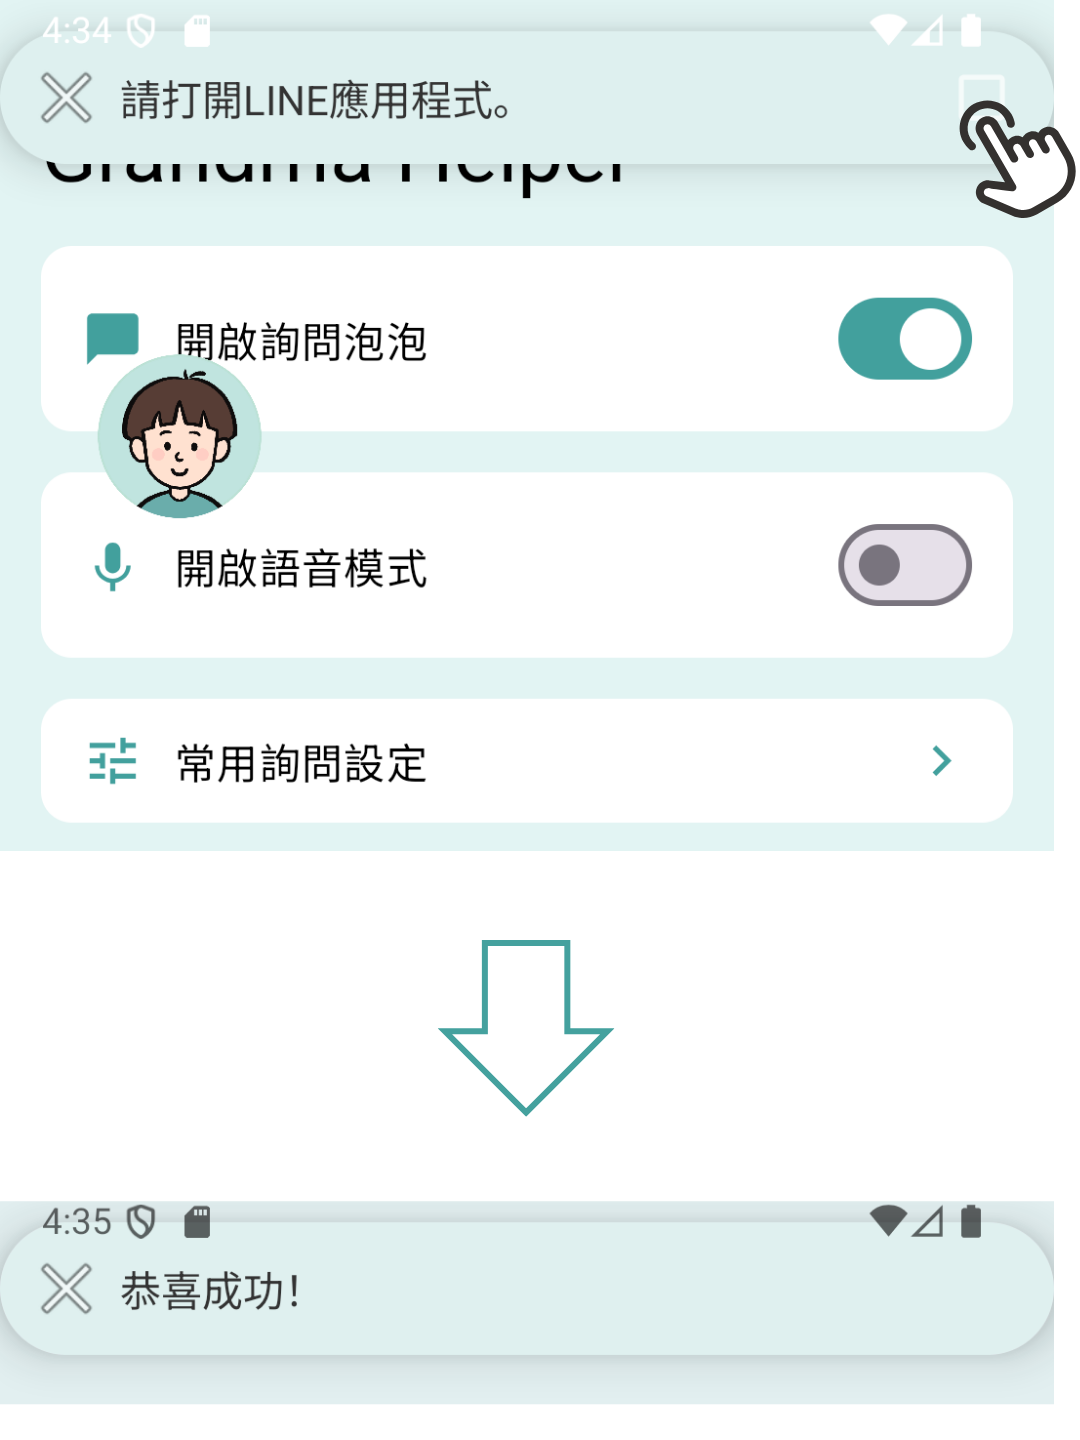 4:34
請打開LINE應用程式。
Grandma Helper
開啟詢問泡泡
開啟語音模式
常用詢問設定
4:35
恭喜成功!